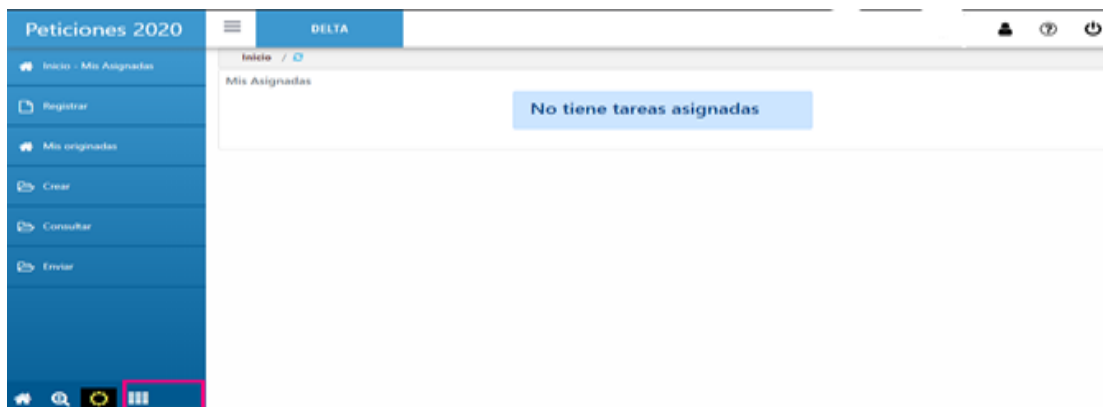 Peticiones 2020
DELTA
Inicio /
Inicio - Mis Asignadas
Mis Asignadas
No tiene tareas asignadas
Registrar
Mis originadas
Crear
Consultar
Enviar